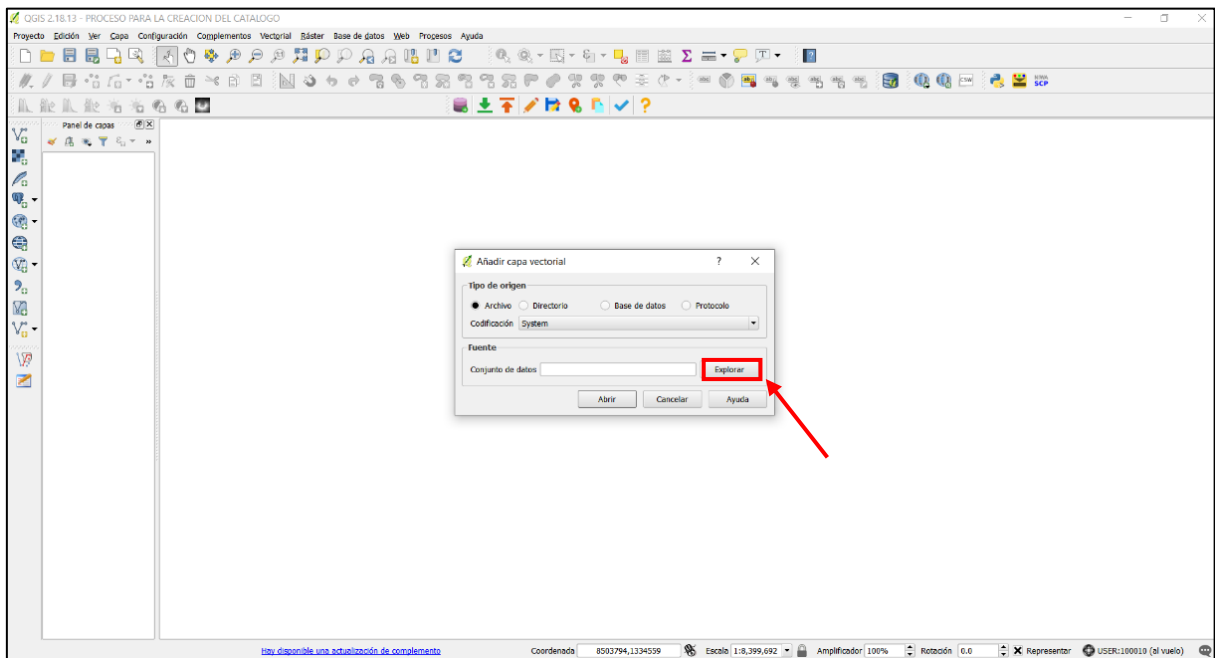 QGIS 2.18.13 - PROCESO PARA LA CREACION DEL CATALOGO
Proyecto Edición Ver Capa Configuración Complementos Vectorial Ráster Base de datos Web Procesos Ayuda
CSW SCP
Panel de capas
Añadir capa vectorial ?
Tipo de origen
Archivo Directorio Base de datos Protocolo
Codificación System
Fuente
Conjunto de datos Explorar
Abrir Cancelar Ayuda
Hay disponible una actualización de complemento Coordenada 8503794,1334559 Escala 1:8,399,692 Amplificador 100% Rotación 0.0 Representar USER:100010 (al vuelo)